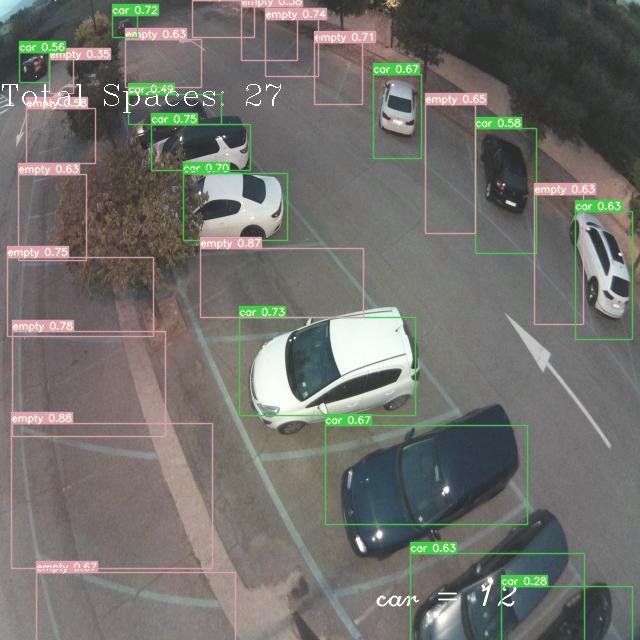 car 0.72
empty 0.58
empty 0.74
empty 0.63
empty 0.71
car 0.56
empty 0.35
car 0.67
car 0.49
Total Spaces: 27
empty 0.65
car 0.75
car 0.58
car 0.70
empty 0.63
empty 0.63
car 0.63
empty 0.87
empty 0.75
car 0.73
empty 0.78
empty 0.88
car 0.67
car 0.63
empty 0.67
car 0.28
car = 12